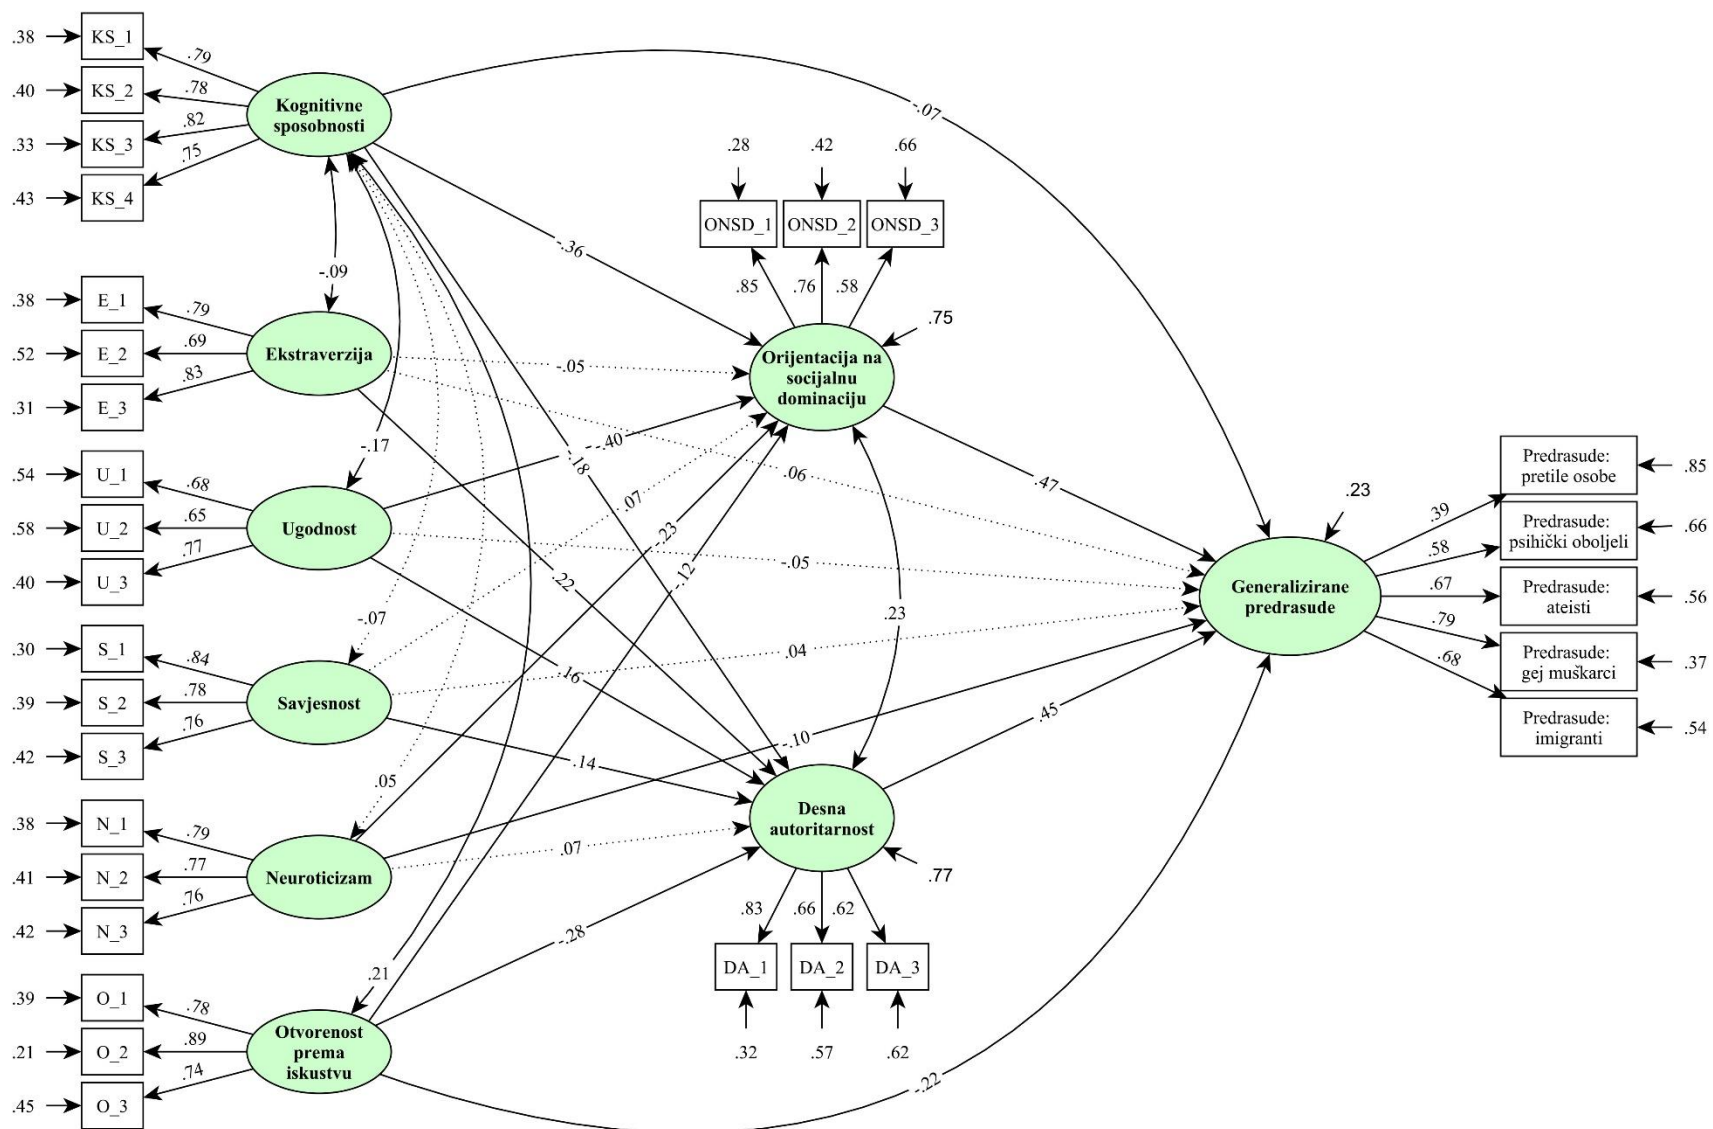 .38
KS_1
.79
.40
KS_2
.78
.33
KS_3
.82
.43
KS_4
.75
Kognitivne
sposobnosti
-.07
-.36
-.18
-.09
.38
E_1
.79
.52
E_2
.69
.31
E_3
.83
Ekstraverzija
-.05
.06
.22
-.17
.54
U_1
.68
.58
U_2
.65
.40
U_3
.77
Ugodnost
-.40
-.05
-.16
-.07
.30
S_1
.84
.39
S_2
.78
.42
S_3
.76
Savjesnost
.07
.04
.14
.05
.38
N_1
.79
.41
N_2
.77
.42
N_3
.76
Neuroticizam
-.10
.07
.21
.39
O_1
.78
.21
O_2
.89
.45
O_3
.74
Otvorenost
prema
iskustvu
-.28
-.22
.28
.42
.66
ONSD_1
ONSD_2
ONSD_3
.85
.76
.58
.75
Orijentacija na
socijalnu
dominaciju
.47
.23
Desna
autoritarnost
.77
.45
.83
.66
.62
DA_1
DA_2
DA_3
.32
.57
.62
.23
Generalizirane
predrasude
.39
Predrasude:
pretile osobe
.85
.58
Predrasude:
psihički oboljeli
.66
.67
Predrasude:
ateisti
.56
.79
Predrasude:
gej muškarci
.37
.68
Predrasude:
imigranti
.54